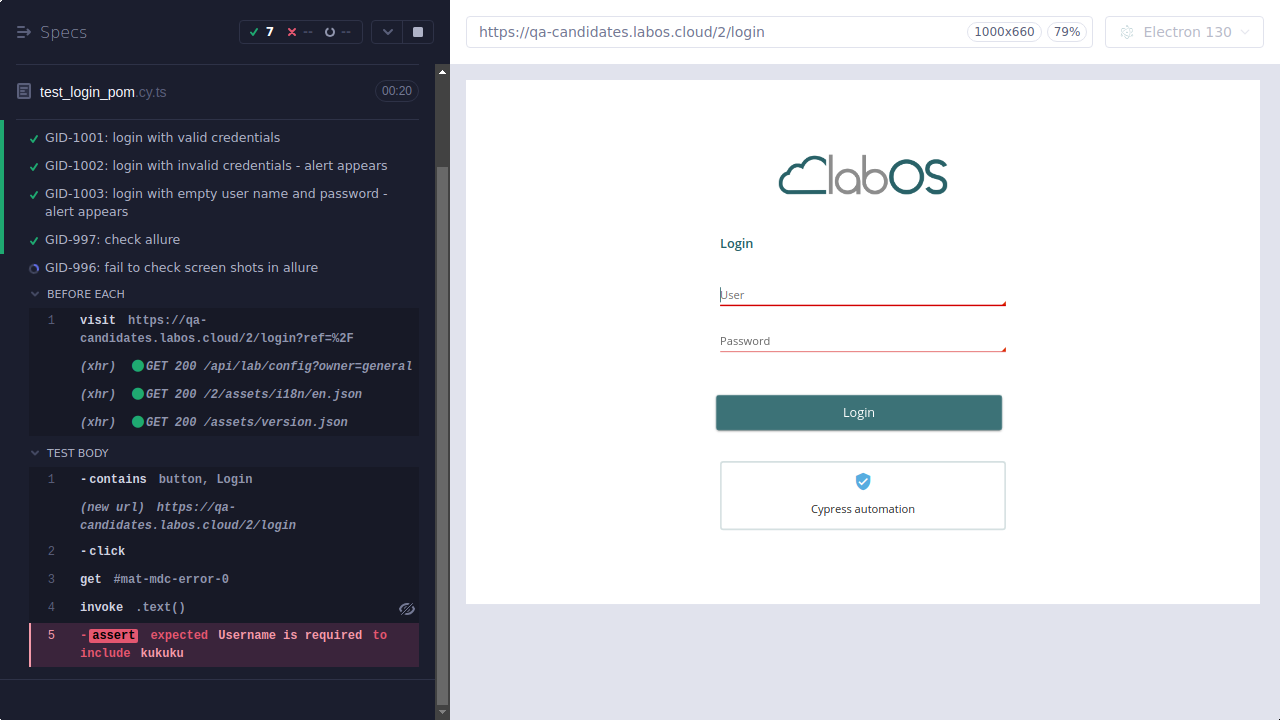 Specs
7 -- --
test_login_pom.cy.ts 00:20
GID-1001: login with valid credentials
GID-1002: login with invalid credentials - alert appears
GID-1003: login with empty user name and password -
alert appears
GID-997: check allure
GID-996: fail to check screen shots in allure
BEFORE EACH
1 visit https://qa-
candidates.labos.cloud/2/login?ref=%2F
(xhr) GET 200 /api/lab/config?owner=general
(xhr) GET 200 /2/assets/i18n/en.json
(xhr) GET 200 /assets/version.json
TEST BODY
1 -contains button, Login
(new url) https://qa-
candidates.labos.cloud/2/login
2 -click
3 get #mat-mdc-error-0
4 invoke .text()
5 -assert expected Username is required to
include kukuku
https://qa-candidates.labos.cloud/2/login 1000x660 79% Electron 130
labOS
Login
User
Password
Login
Cypress automation